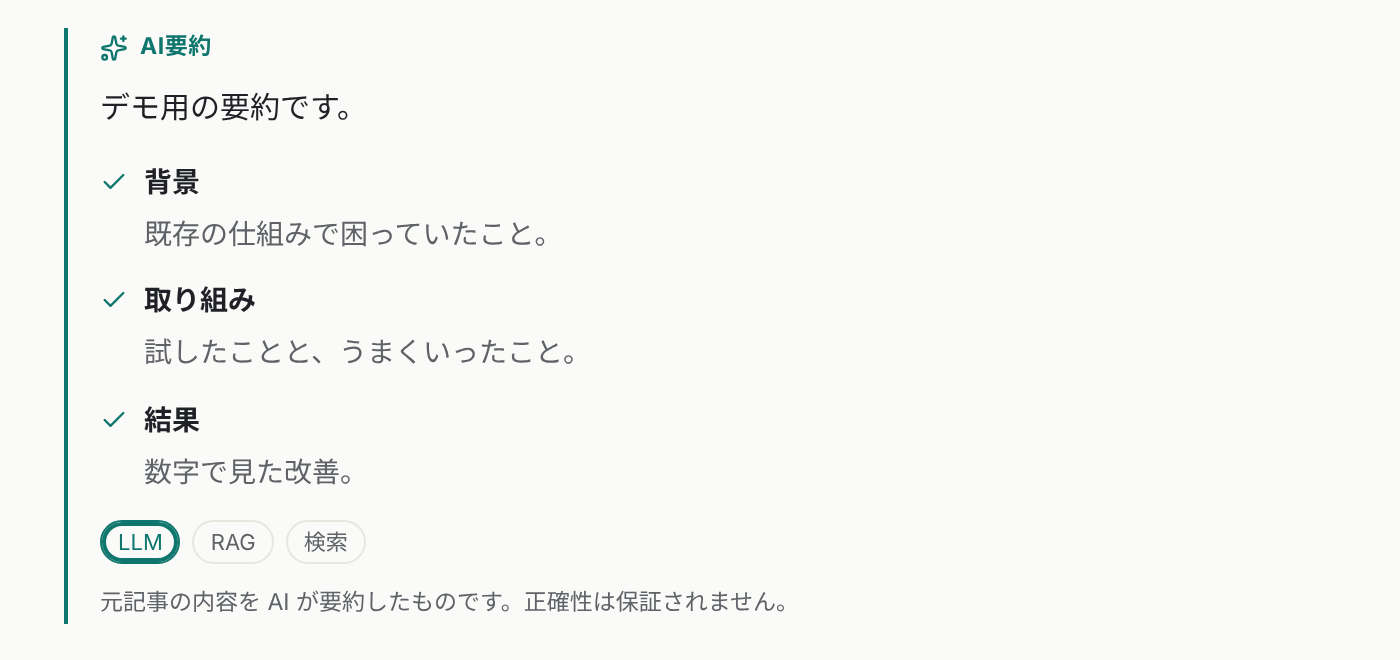 AI要約
デモ用の要約です。
背景
既存の仕組みで困っていたこと。
取り組み
試したことと、うまくいったこと。
結果
数字で見た改善。
LLM RAG 検索
元記事の内容を AI が要約したものです。正確性は保証されません。